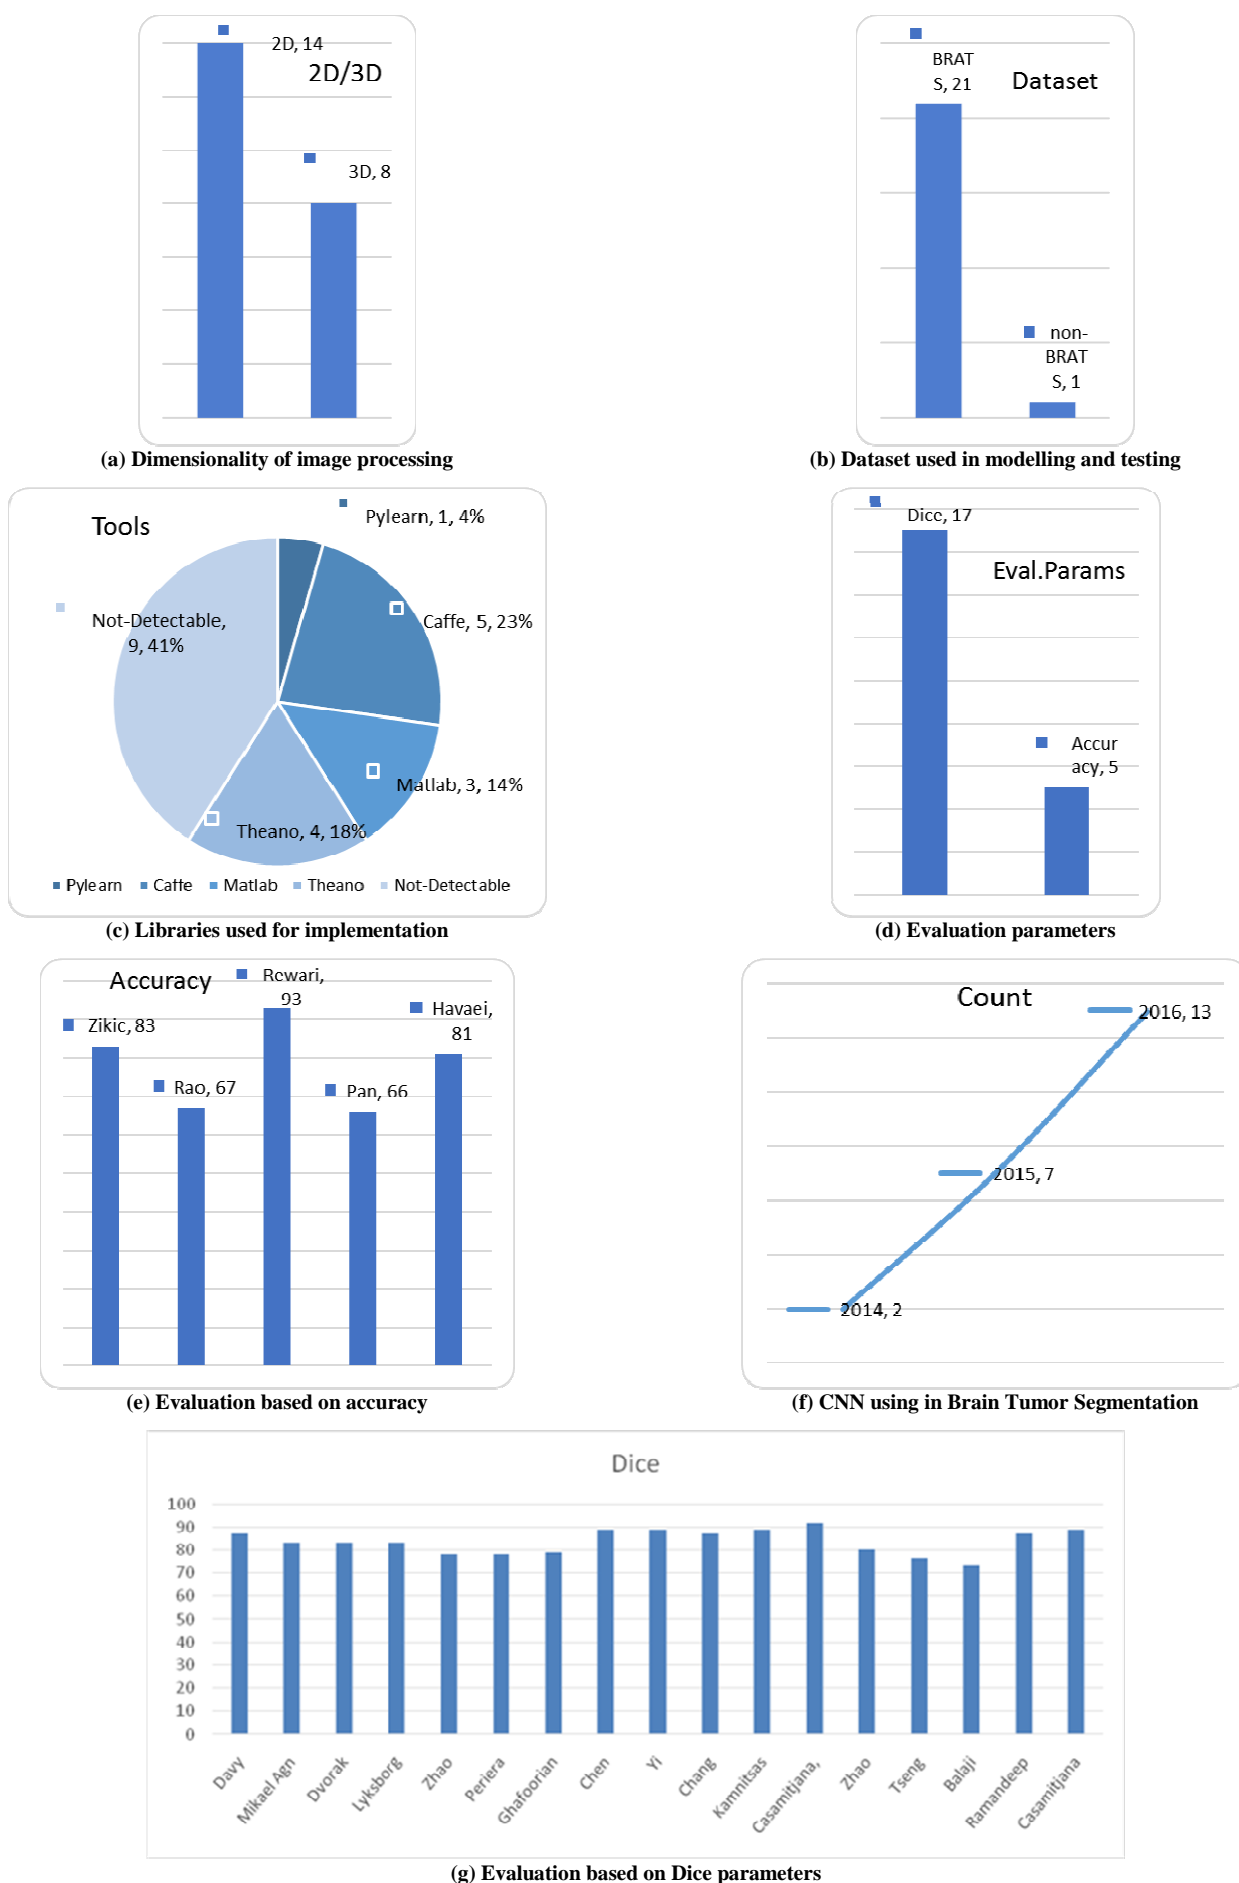 2D, 14
2D/3D
3D, 8
(a) Dimensionality of image processing
BRAT
S, 21
Dataset
non-
BRAT
S, 1
(b) Dataset used in modelling and testing
Tools
Pylearn, 1, 4%
Not-Detectable,
9, 41%
Caffe, 5, 23%
Matlab, 3, 14%
Theano, 4, 18%
Pylearn Caffe Matlab Theano Not-Detectable
(c) Libraries used for implementation
Dice, 17
Eval.Params
Accur
acy, 5
(d) Evaluation parameters
Accuracy
Zikic, 83
Rao, 67
Rewari,
93
Pan, 66
Havaei,
81
(e) Evaluation based on accuracy
Count
2016, 13
2015, 7
2014, 2
(f) CNN using in Brain Tumor Segmentation
Dice
100
90
80
70
60
50
40
30
20
10
0
Davy
Mikael Agn
Dvorak
Lyksborg
Zhao
Periera
Ghafoorian
Chen
Yi
Chang
Kamnitsas
Casamitjana,
Zhao
Tseng
Balaji
Ramandeep
Casamitjana
(g) Evaluation based on Dice parameters